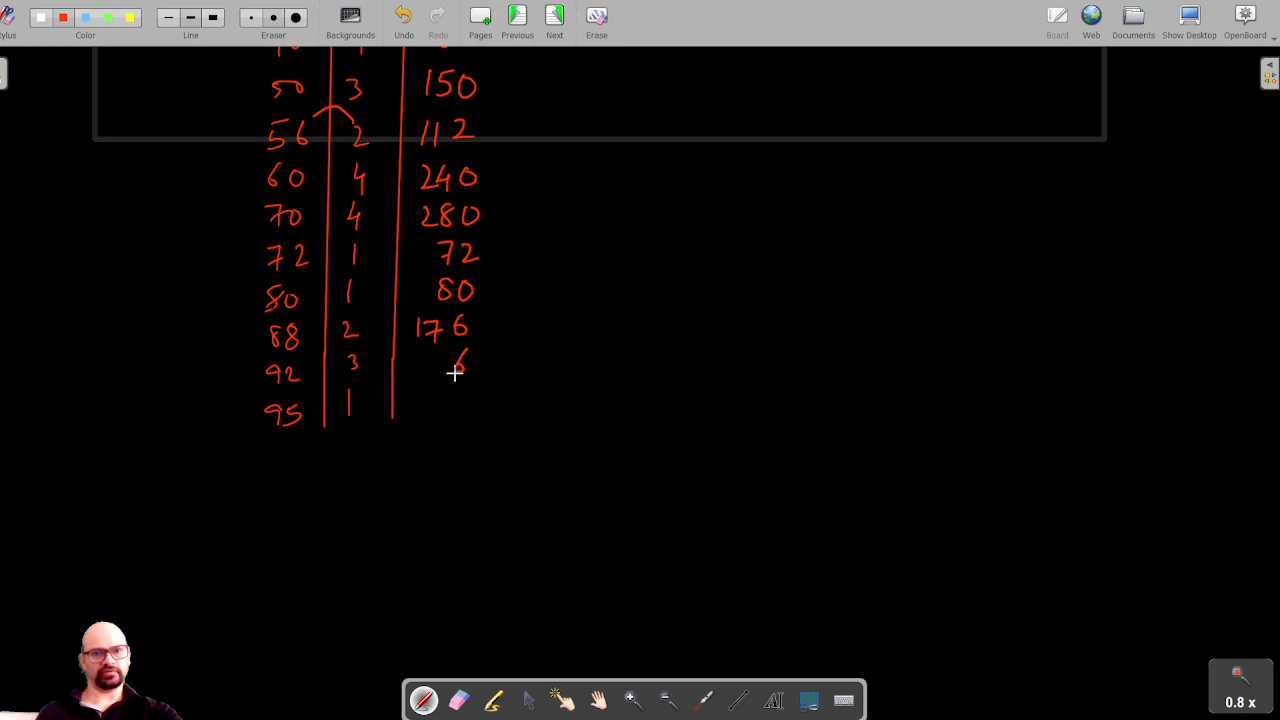 Stylus Color Line Eraser Backgrounds Undo Redo Pages Previous Next Erase Board Web Documents Show Desktop OpenBoard
50 3 150
56 2 112
60 4 240
70 4 280
72 1 72
80 1 80
88 2 176
92 3 6
95 1
0.8 x